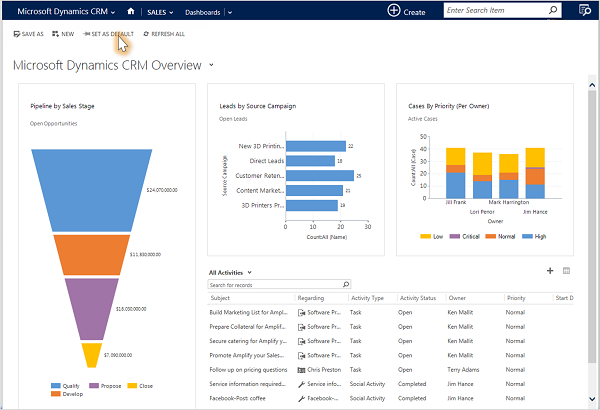 Microsoft Dynamics CRM SALES Dashboards Create Enter Search Item
SAVE AS NEW SET AS DEFAULT REFRESH ALL
Microsoft Dynamics CRM Overview
Pipeline by Sales Stage
Open Opportunities
$24,070,000.00
$11,830,000.00
$18,030,000.00
$7,090,000.00
Qualify Propose Close
Develop
Leads by Source Campaign
Open Leads
Source Campaign
New 3D Printin... 22
Direct Leads 18
Customer Reten... 25
Content Market... 21
3D Printers Pr... 19
0 10 20 30
CountAll (Name)
Cases By Priority (Per Owner)
Active Cases
CountAll (Case)
50
40
30
20
10
0
Jill Frank Mark Harrington
Lori Penor Jim Hance
Owner
Low Critical Normal High
All Activities
Search for records
Subject Regarding Activity Type Activity Status Owner Priority Start D
Build Marketing List for Ampl... Software Pr... Task Open Ken Mallit Normal
Prepare Collateral for Amplif... Software Pr... Task Open Ken Mallit Normal
Secure catering for Amplify y... Software Pr... Task Open Ken Mallit Normal
Promote Amplify your Sales... Software Pr... Task Open Ken Mallit Normal
Follow up on pricing questions Chris Preston Task Open Terry Adams Normal
Service information required... Service info... Social Activity Completed Jim Hance Normal
Facebook-Post: coffee Facebook-... Social Activity Completed Jim Hance Normal